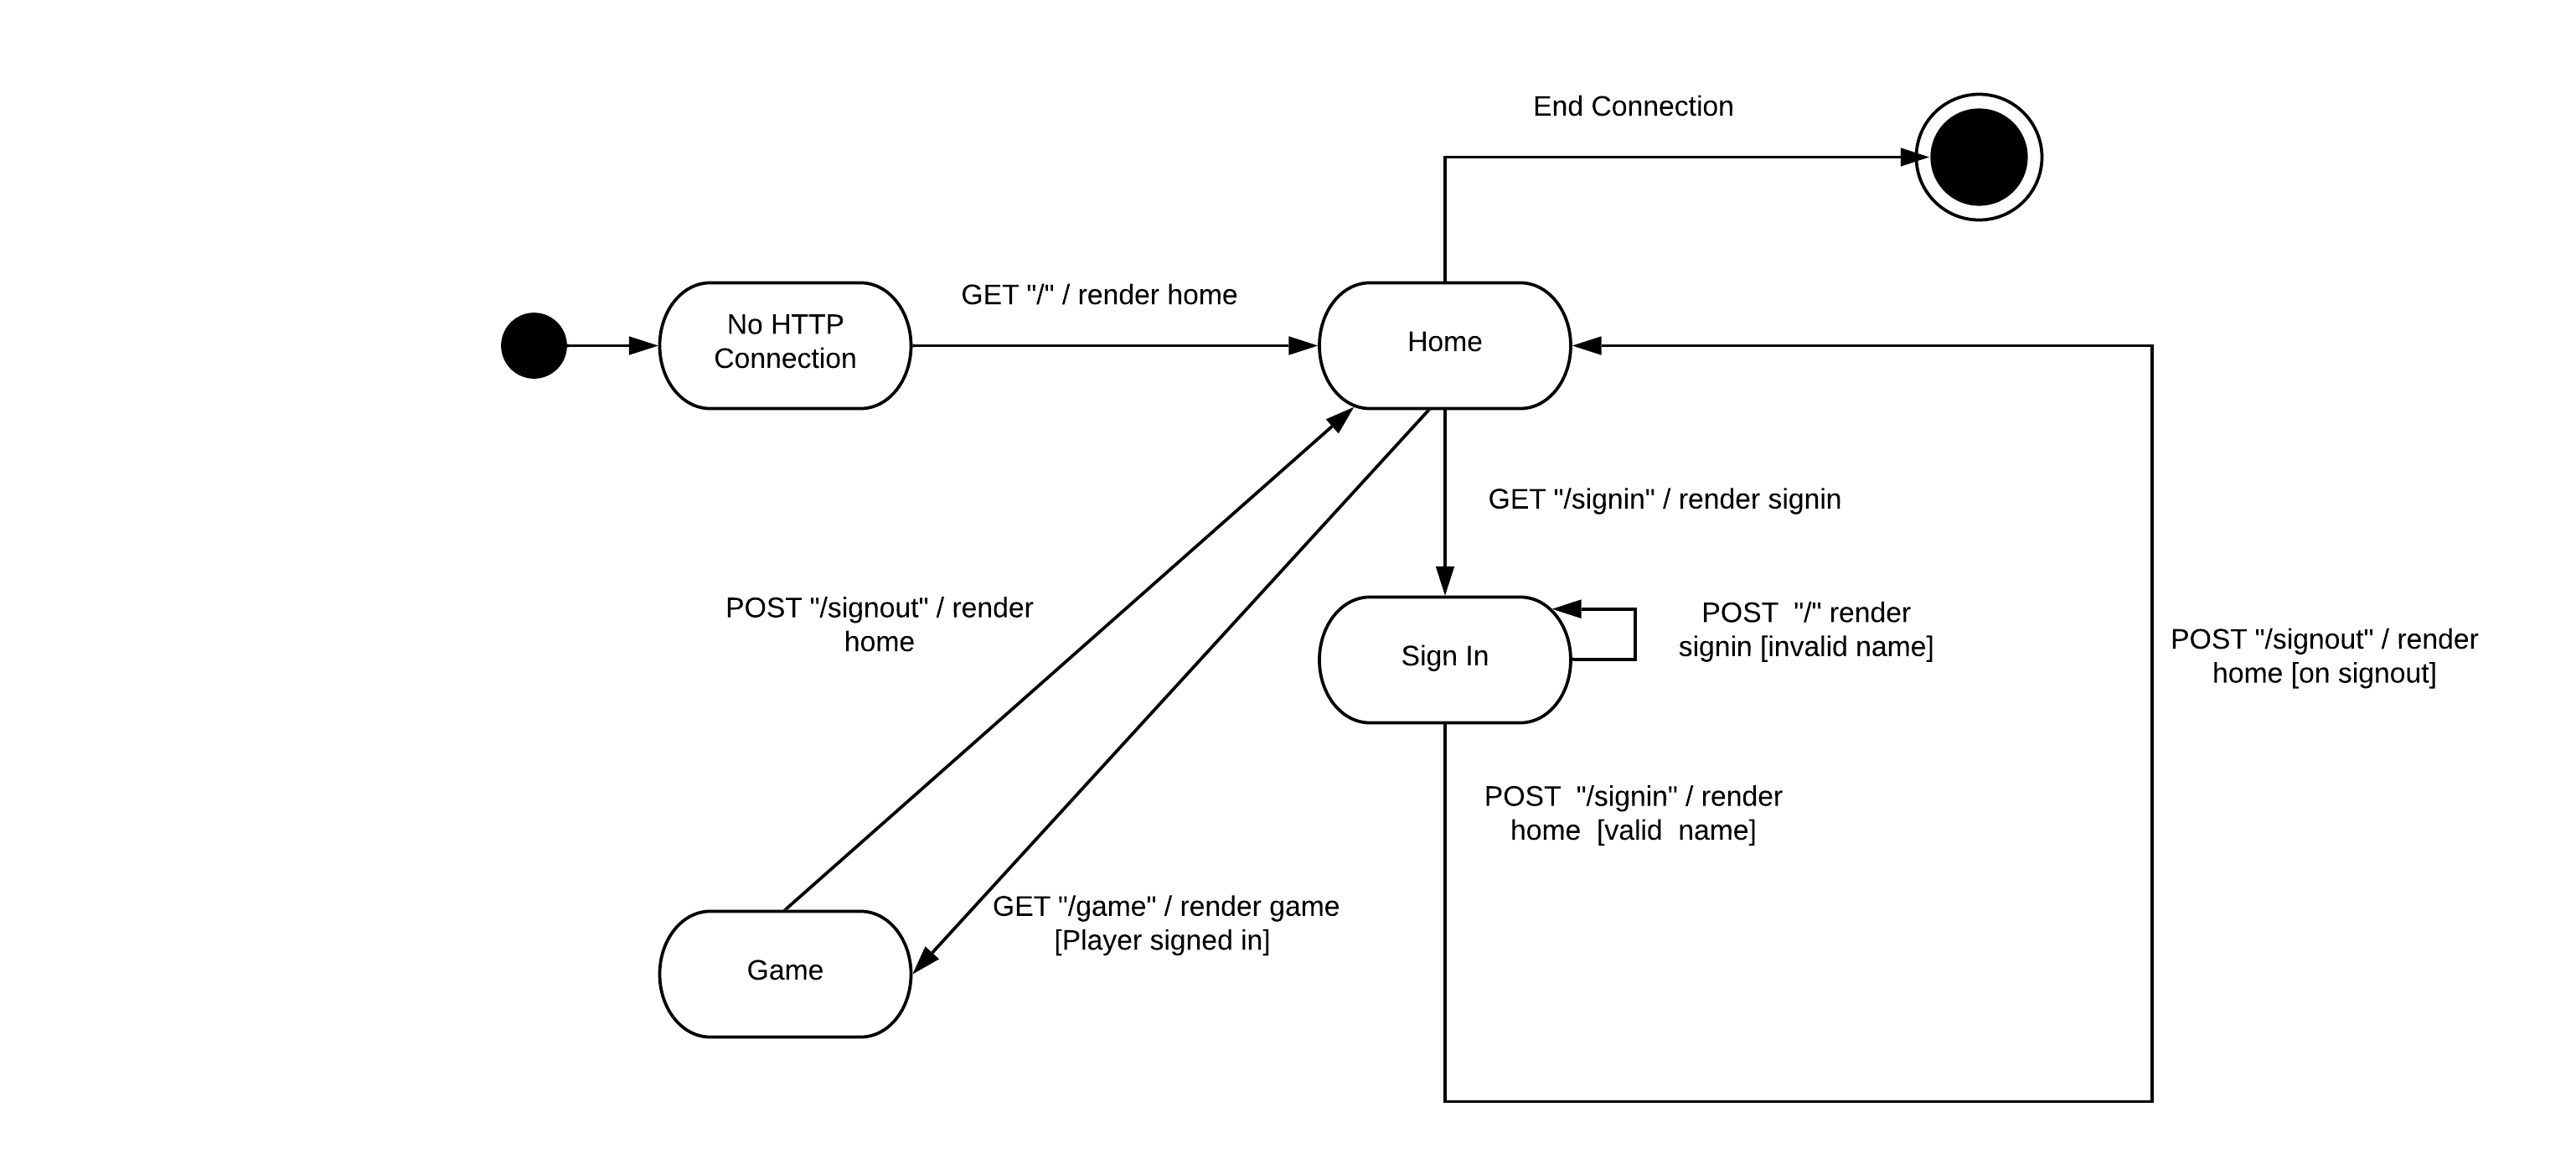 End Connection
No HTTP
Connection
GET "/" / render home
Home
GET "/signin" / render signin
POST "/signout" / render
home
Sign In
POST  "/" render
signin [invalid name]
POST "/signout" / render
home [on signout]
POST  "/signin" / render
home  [valid  name]
GET "/game" / render game
[Player signed in]
Game